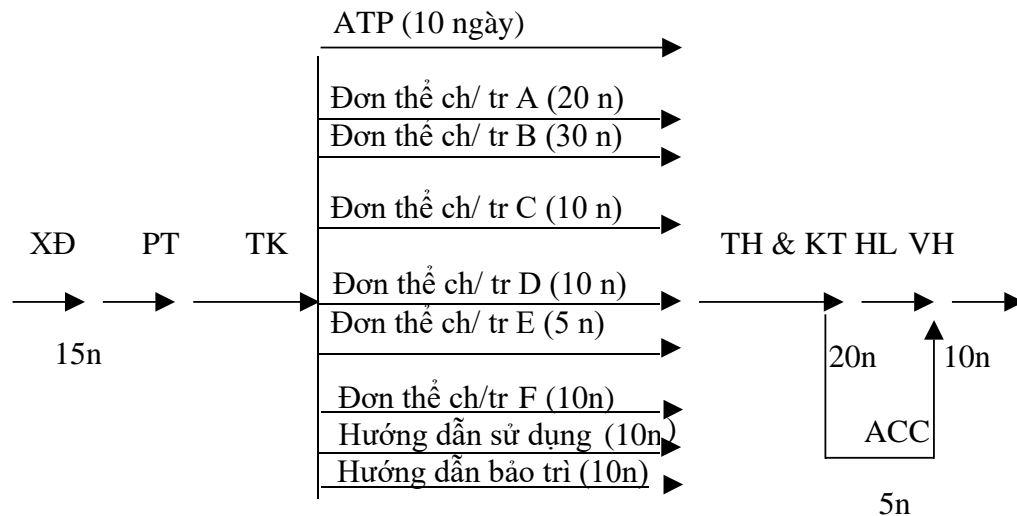 ATP (10 ngày)
Đơn thể ch/ tr A (20 n)
Đơn thể ch/ tr B (30 n)
Đơn thể ch/ tr C (10 n)
XĐ PT TK TH & KT HL VH
Đơn thể ch/ tr D (10 n)
Đơn thể ch/ tr E (5 n)
15n 20n 10n
Đơn thể ch/tr F (10n)
Hướng dẫn sử dụng (10n)
ACC
Hướng dẫn bảo trì (10n)
5n